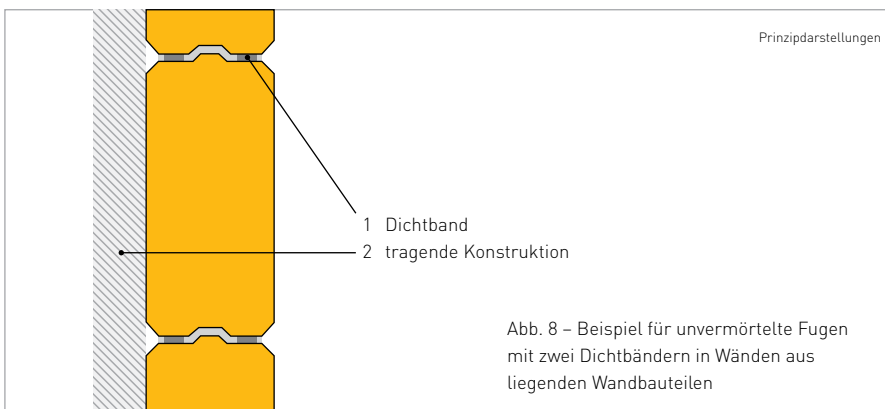 Prinzipdarstellungen
1 Dichtband
2 tragende Konstruktion
Abb. 8 – Beispiel für unvermörtelte Fugen
mit zwei Dichtbändern in Wänden aus
liegenden Wandbauteilen